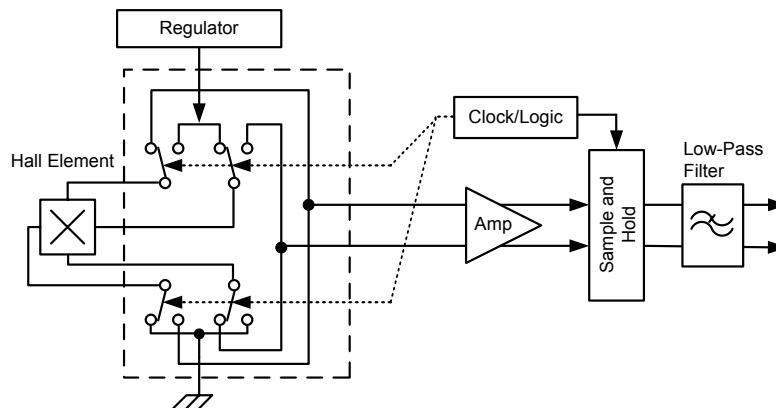 Regulator
Hall Element
Clock/Logic
Amp
Sample and
Hold
Low-Pass
Filter